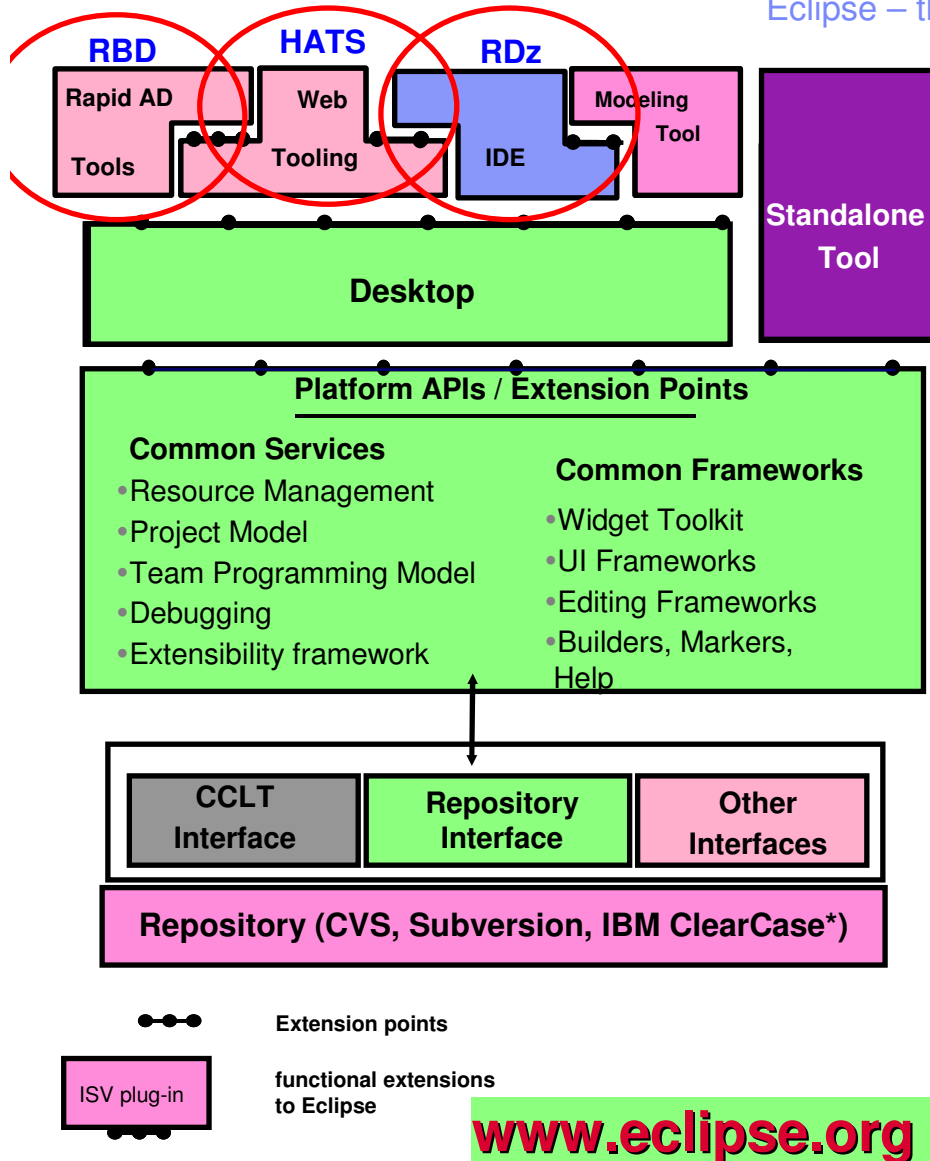 Eclipse – th
RBD
HATS
RDz
Rapid AD
Tools
Web
Tooling
IDE
Modeling
Tool
Standalone
Tool
Desktop
Platform APIs / Extension Points
Common Services
•Resource Management
•Project Model
•Team Programming Model
•Debugging
•Extensibility framework
Common Frameworks
•Widget Toolkit
•UI Frameworks
•Editing Frameworks
•Builders, Markers,
Help
CCLT
Interface
Repository
Interface
Other
Interfaces
Repository (CVS, Subversion, IBM ClearCase*)
Extension points
ISV plug-in
functional extensions
to Eclipse
www.eclipse.org